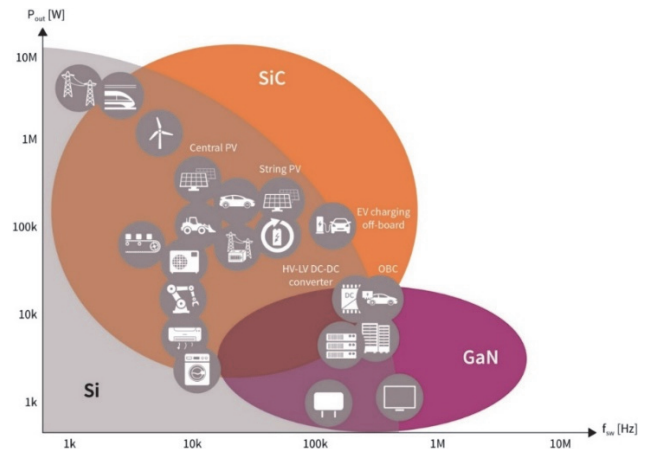 P_out [W]
10M
SiC
1M
Central PV
String PV
100k
EV charging
off-board
HV-LV DC-DC
converter
OBC
DC
10k
GaN
Si
1k
f_sw [Hz]
1k
10k
100k
1M
10M